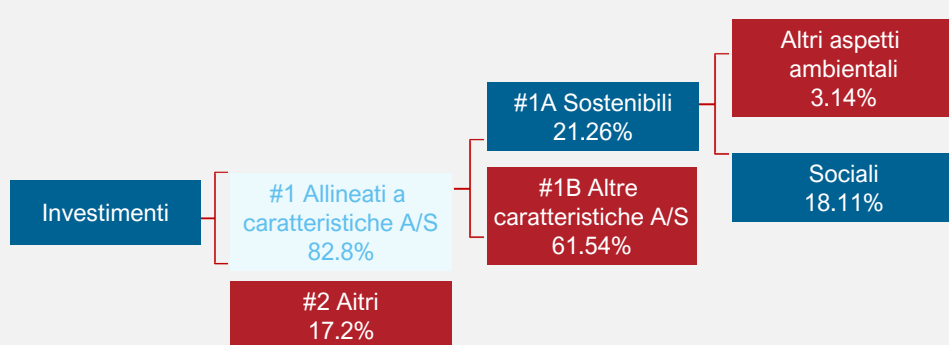 Investimenti
#1 Allineati a
caratteristiche A/S
82.8%
#2 Aitri
17.2%
#1A Sostenibili
21.26%
#1B Altre
caratteristiche A/S
61.54%
Altri aspetti
ambientali
3.14%
Sociali
18.11%